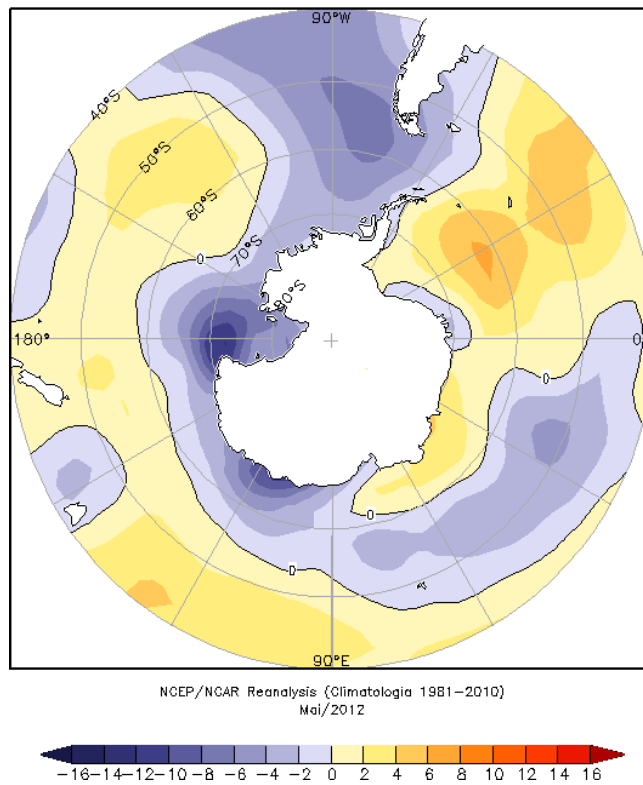 90°W
40°S
50°S
60°S
0
70°S
80°S
180°
0
0
0
0
90°E
NCEP/NCAR Reanalysis (Climatologia 1981-2010)
Mai/2012
-16 -14 -12 -10 -8 -6 -4 -2 0 2 4 6 8 10 12 14 16